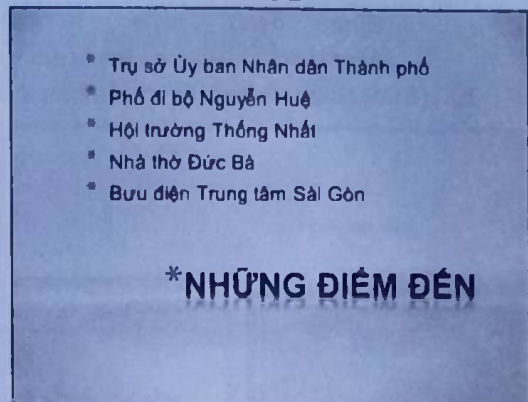 * Trụ sở Ủy ban Nhân dân Thành phố
* Phố đi bộ Nguyễn Huệ
* Hội trường Thống Nhất
* Nhà thờ Đức Bà
* Bưu điện Trung tâm Sài Gòn
*NHỮNG ĐIỂM ĐẾN